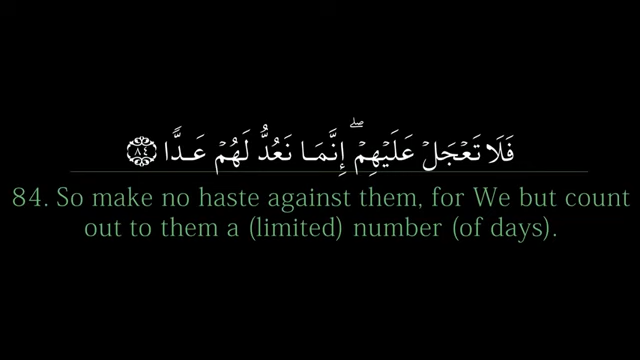 فَلَا تَعْجَلْ عَلَيْهِمْ ۖ إِنَّمَا نَعُدُّ لَهُمْ عَدًّا ۝٨٤
84. So make no haste against them, for We but count
out to them a (limited) number (of days).